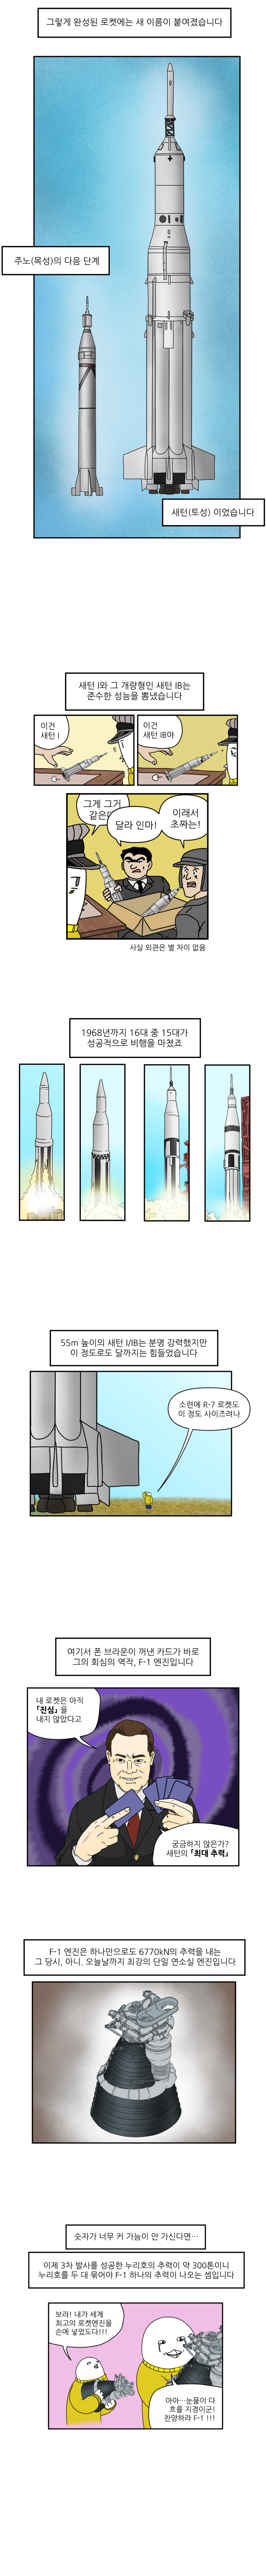 그렇게 완성된 로켓에는 새 이름이 붙여졌습니다
주노(목성)의 다음 단계
새턴(토성) 이었습니다
새턴 I와 그 개량형인 새턴 IB는
준수한 성능을 뽐냈습니다
이건
새턴 I
이건
새턴 IB야
그게 그거
같은데
달라 인마!
이래서
초짜는!
사실 외관은 별 차이 없음
1968년까지 16대 중 15대가
성공적으로 비행을 마쳤죠
55m 높이의 새턴 I/IB는 분명 강력했지만
이 정도로도 달까지는 힘들었습니다
소련에 R-7 로켓도
이 정도 사이즈려나
여기서 폰 브라운이 꺼낸 카드가 바로
그의 회심의 역작, F-1 엔진입니다
내 로켓은 아직
「진심」을
내지 않았다고
궁금하지 않은가?
새턴의 「최대 추력」
F-1 엔진은 하나만으로도 6770kN의 추력을 내는
그 당시, 아니. 오늘날까지 최강의 단일 연소실 엔진입니다
숫자가 너무 커 가늠이 안 가신다면…
이제 3차 발사를 성공한 누리호의 추력이 약 300톤이니
누리호를 두 대 묶어야 F-1 하나의 추력이 나오는 셈입니다
보라! 내가 세계
최고의 로켓엔진을
손에 넣었도다!!!
아아…눈물이 다
흐를 지경이군!
찬양하라 F-1 !!!